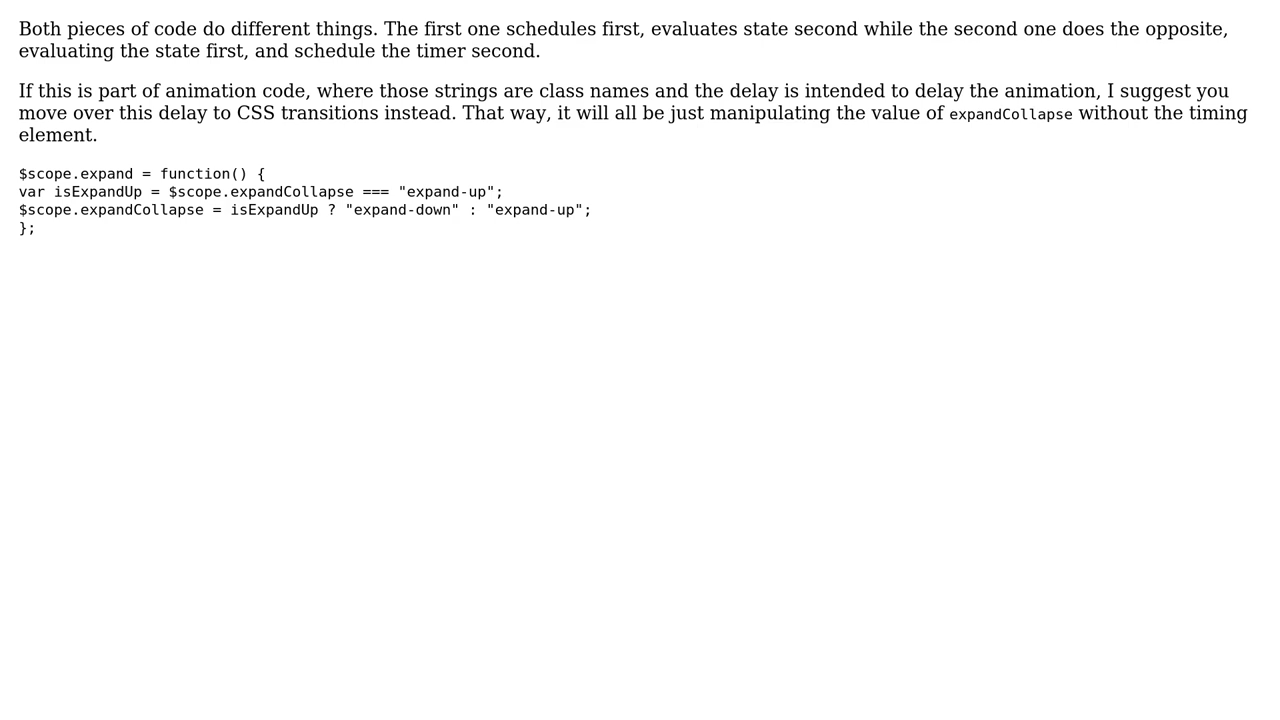 Both pieces of code do different things. The first one schedules first, evaluates state second while the second one does the opposite,
evaluating the state first, and schedule the timer second.
If this is part of animation code, where those strings are class names and the delay is intended to delay the animation, I suggest you
move over this delay to CSS transitions instead. That way, it will all be just manipulating the value of expandCollapse without the timing
element.
$scope.expand = function() {
var isExpandUp = $scope.expandCollapse === "expand-up";
$scope.expandCollapse = isExpandUp ? "expand-down" : "expand-up";
};